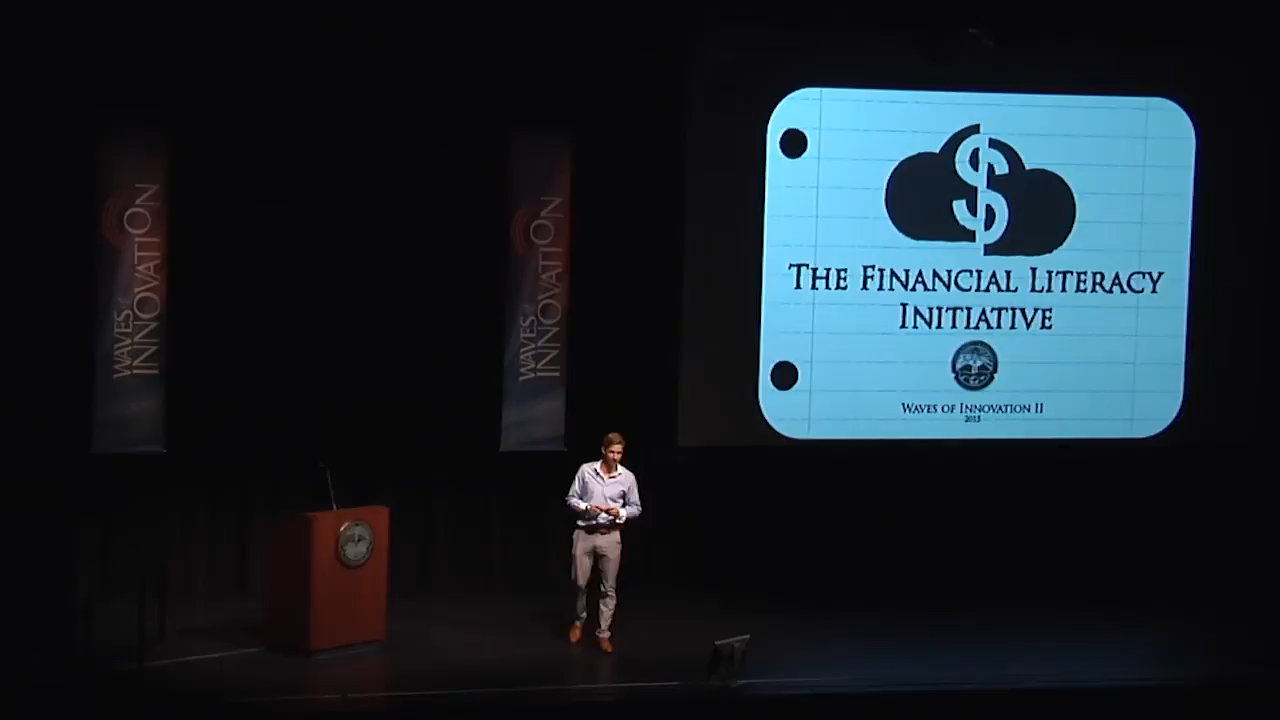 WAVES of
INNOVATION
WAVES of
INNOVATION
$
THE FINANCIAL LITERACY
INITIATIVE
WAVES OF INNOVATION II
2015